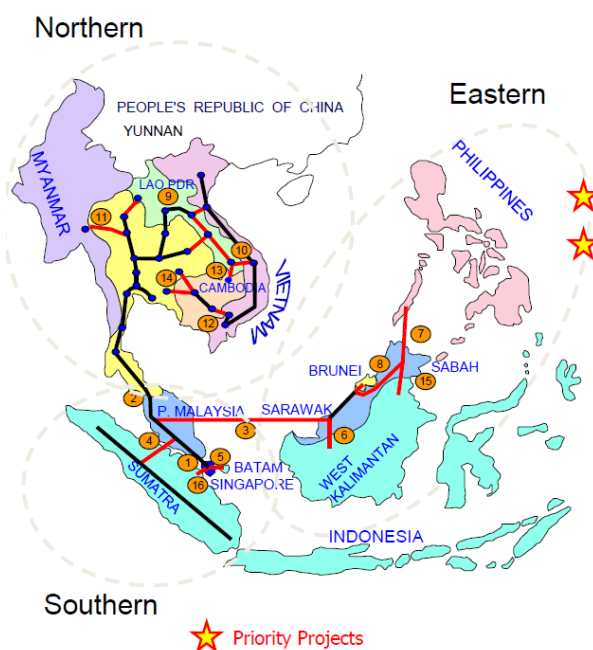 Northern
Eastern
PEOPLE'S REPUBLIC OF CHINA
YUNNAN
MYANMAR
LAO PDR
9
11
PHILIPPINES
10
13
14
CAMBODIA
VIETNAM
12
7
8
BRUNEI
SABAH
15
2
P. MALAYSIA
SARAWAK
3
4
6
1
5
BATAM
WEST
KALIMANTAN
16
SINGAPORE
SUMATRA
INDONESIA
Southern
Priority Projects